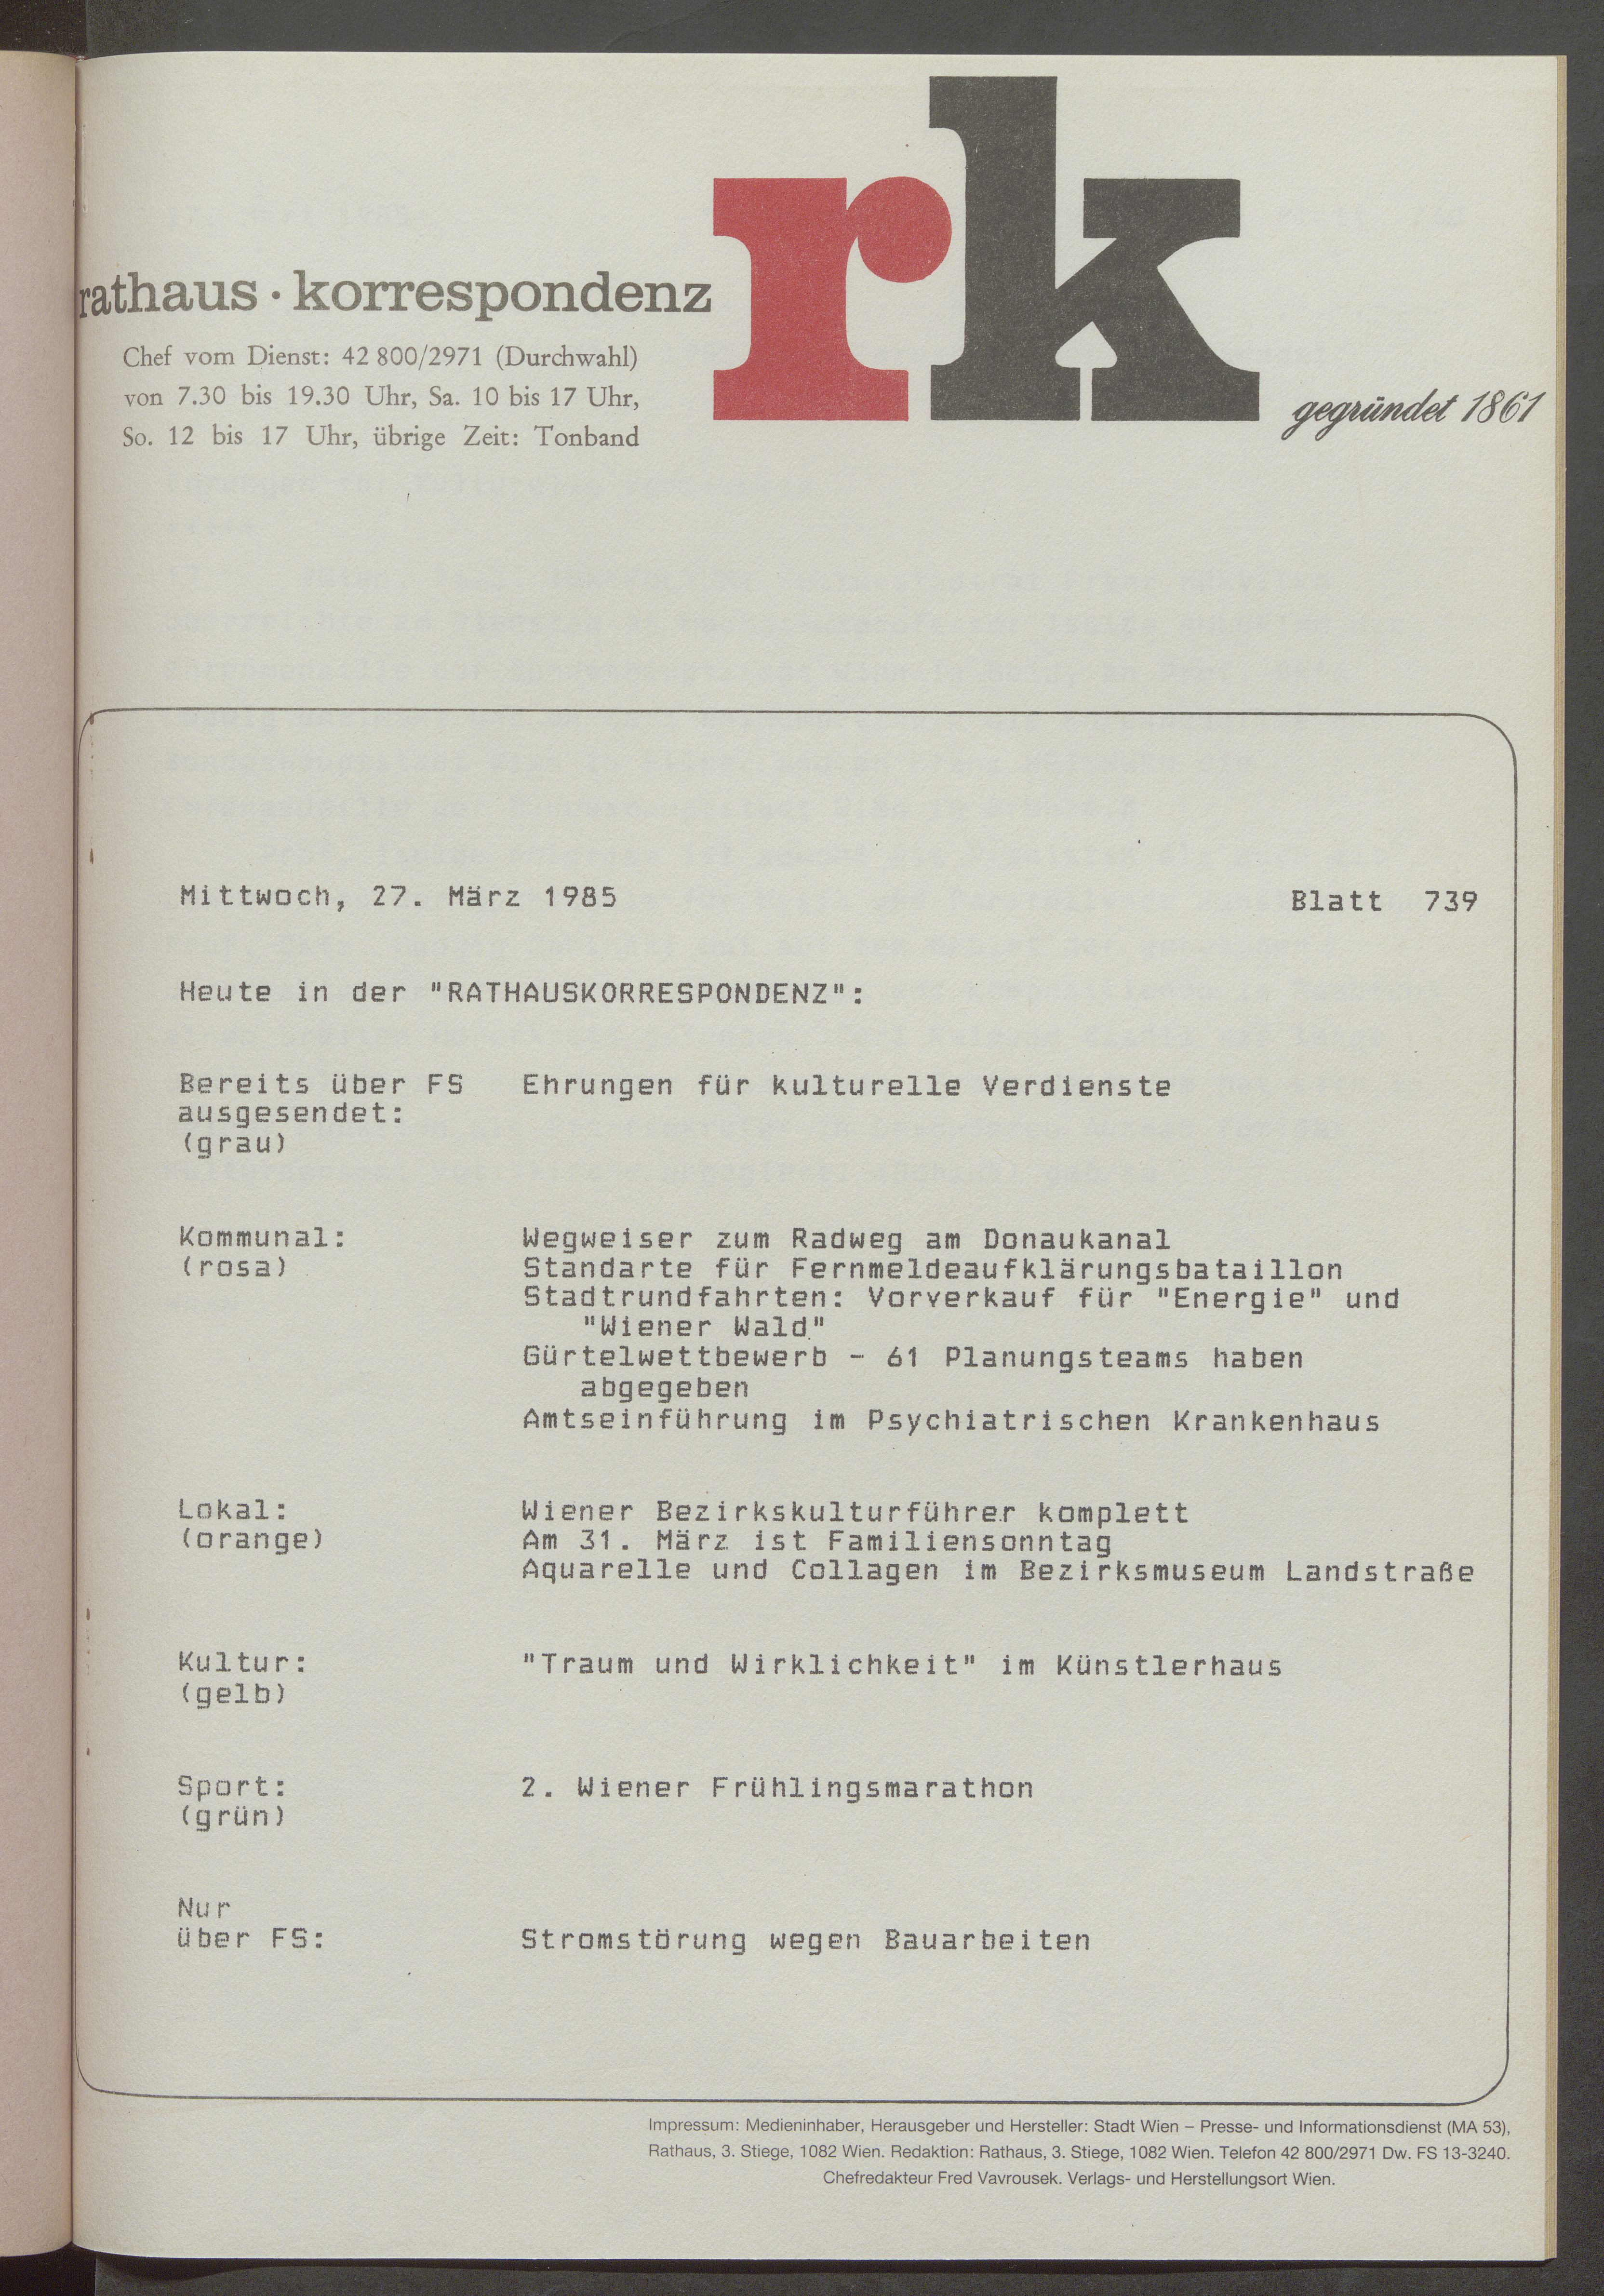 rk
rathaus · korrespondenz
gegründet 1861
Chef vom Dienst: 42 800/2971 (Durchwahl)
von 7.30 bis 19.30 Uhr, Sa. 10 bis 17 Uhr,
So. 12 bis 17 Uhr, übrige Zeit: Tonband
Mittwoch, 27. März 1985 Blatt 739
Heute in der "RATHAUSKORRESPONDENZ":
Bereits über FS Ehrungen für kulturelle Verdienste
ausgesendet:
(grau)
Kommunal: Wegweiser zum Radweg am Donaukanal
(rosa) Standarte für Fernmeldeaufklärungsbataillon
Stadtrundfahrten: Vorverkauf für "Energie" und
"Wiener Wald"
Gürtelwettbewerb - 61 Planungsteams haben
abgegeben
Amtseinführung im Psychiatrischen Krankenhaus
Lokal: Wiener Bezirkskulturführer komplett
(orange) Am 31. März ist Familiensonntag
Aquarelle und Collagen im Bezirksmuseum Landstraße
Kultur: "Traum und Wirklichkeit" im Künstlerhaus
(gelb)
Sport: 2. Wiener Frühlingsmarathon
(grün)
Nur
über FS: Stromstörung wegen Bauarbeiten
Impressum: Medieninhaber, Herausgeber und Hersteller: Stadt Wien – Presse- und Informationsdienst (MA 53),
Rathaus, 3. Stiege, 1082 Wien. Redaktion: Rathaus, 3. Stiege, 1082 Wien. Telefon 42 800/2971 Dw. FS 13-3240.
Chefredakteur Fred Vavrousek. Verlags- und Herstellungsort Wien.